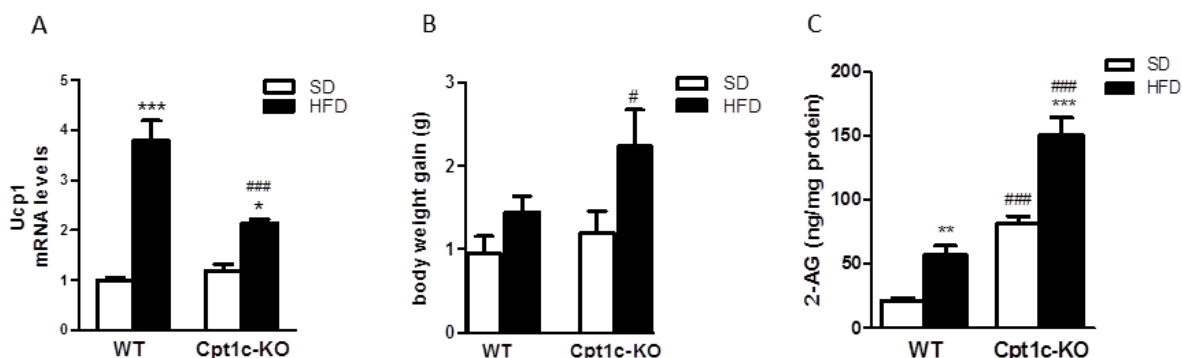 A
Ucp1
mRNA levels
5
4
3
2
1
0
***
###
*
SD
HFD
WT
Cpt1c-KO
B
body weight gain (g)
3
2
1
0
#
SD
HFD
WT
Cpt1c-KO
C
2-AG (ng/mg protein)
200
150
100
50
0
**
###
###
***
SD
HFD
WT
Cpt1c-KO